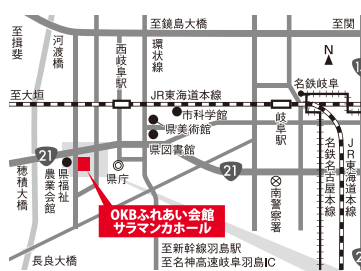 至鏡島大橋
至関
至揖斐
河渡橋
西岐阜駅
環状線
N
名鉄岐阜
至大垣
JR東海道本線
市科学館
県美術館
県図書館
岐阜駅
21
県福祉
農業会館
穂積大橋
県庁
21
南警察署
名鉄名古屋本線
JR東海道本線
OKBふれあい会館
サラマンカホール
長良大橋
至新幹線羽島駅
至名神高速岐阜羽島IC